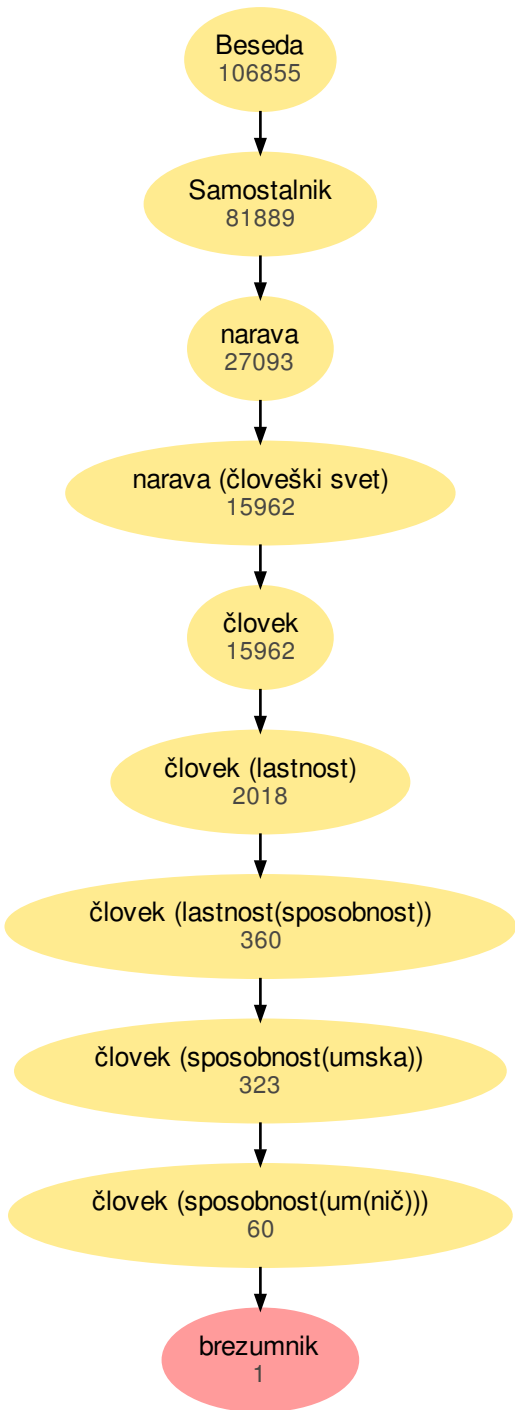 Beseda
106855
Samostalnik
81889
narava
27093
narava (človeški svet)
15962
človek
15962
človek (lastnost)
2018
človek (lastnost(sposobnost))
360
človek (sposobnost(umska))
323
človek (sposobnost(um(nič)))
60
brezumnik
1